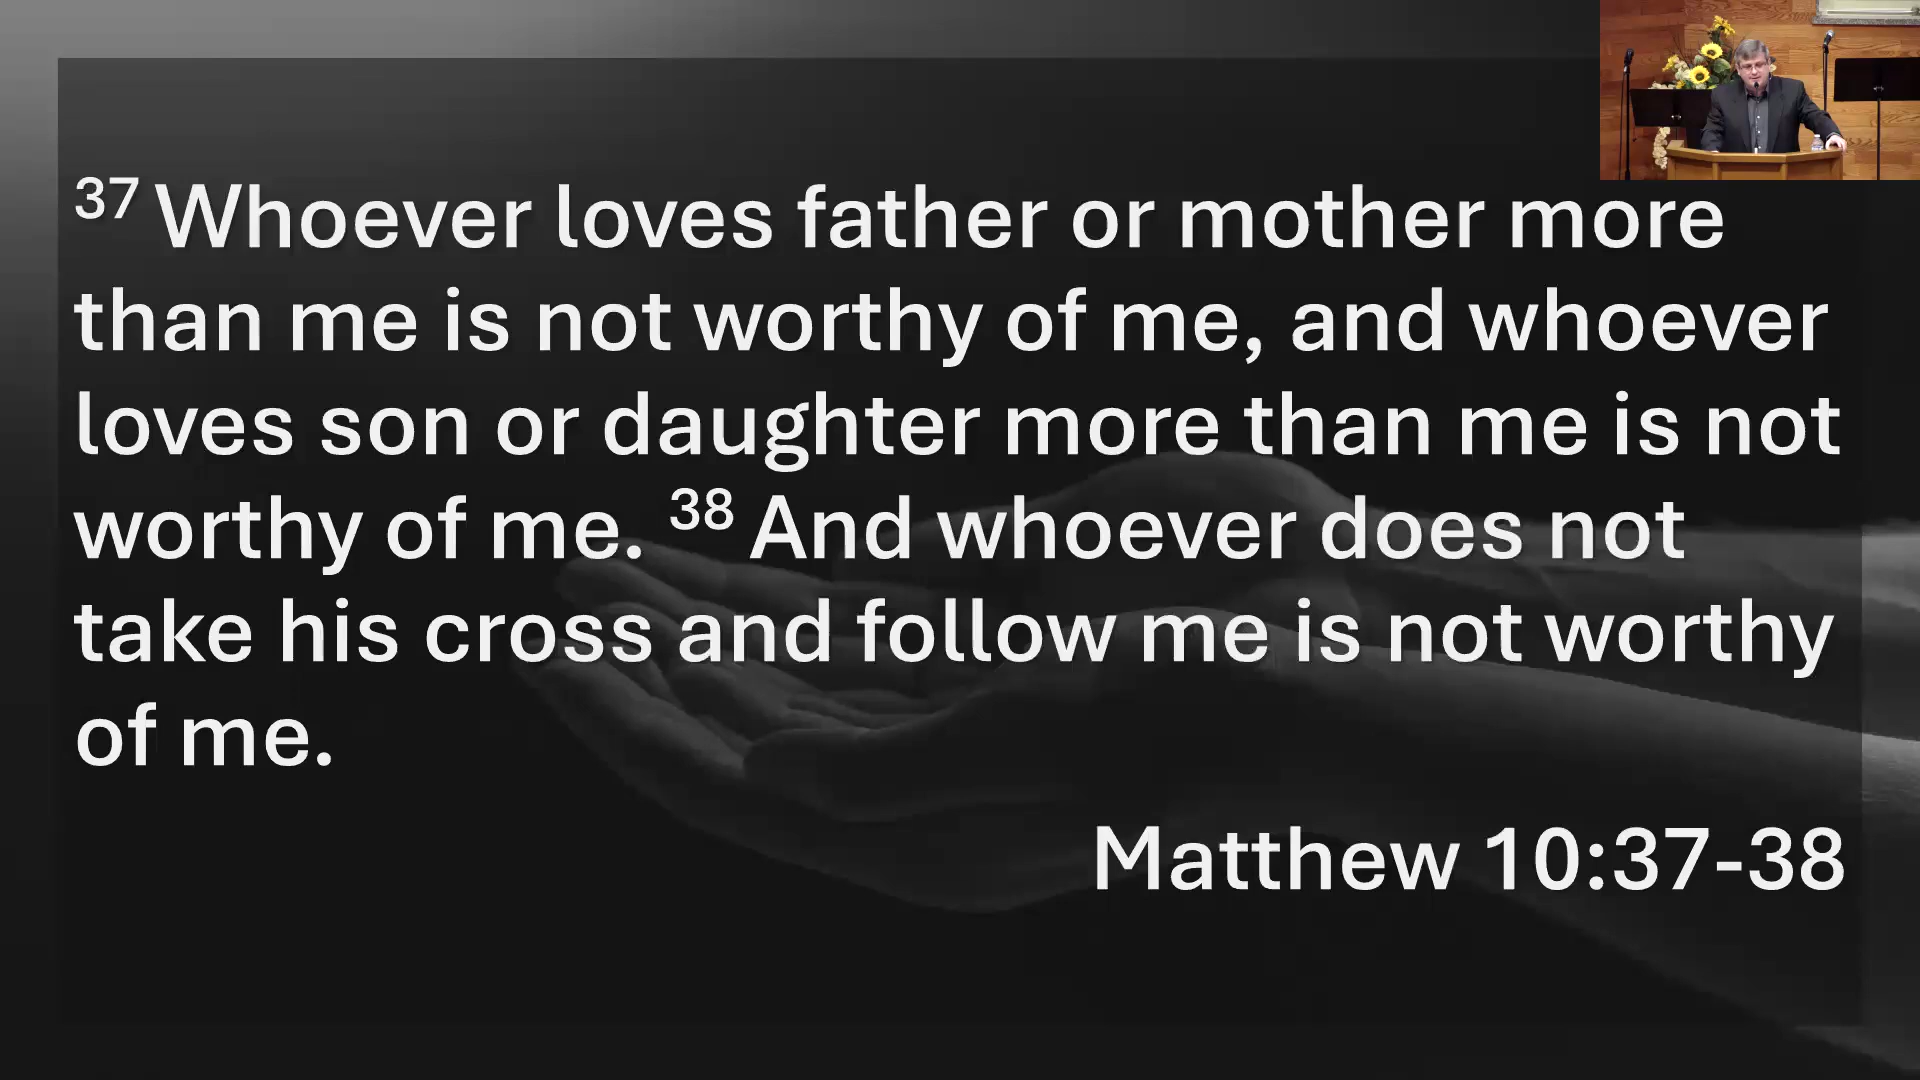 37 Whoever loves father or mother more
than me is not worthy of me, and whoever
loves son or daughter more than me is not
worthy of me. 38 And whoever does not
take his cross and follow me is not worthy
of me.
Matthew 10:37-38